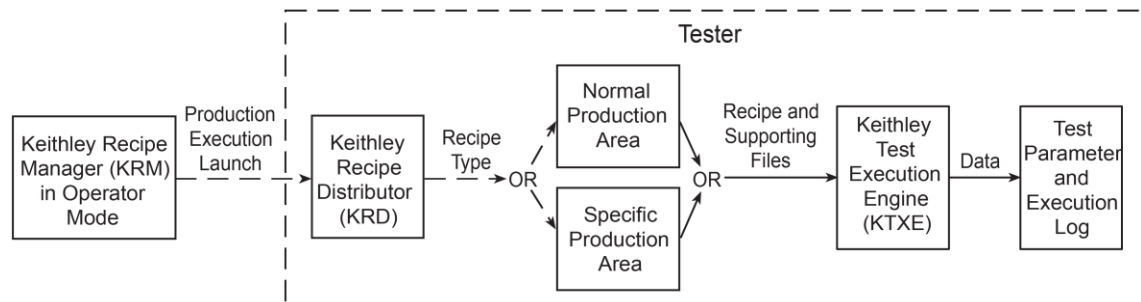 Tester
Keithley Recipe
Manager (KRM)
in Operator
Mode
Production
Execution
Launch
Keithley
Recipe
Distributor
(KRD)
Recipe
Type
OR
Normal
Production
Area
Specific
Production
Area
OR
Recipe and
Supporting
Files
Keithley
Test
Execution
Engine
(KTXE)
Data
Test
Parameter
and
Execution
Log